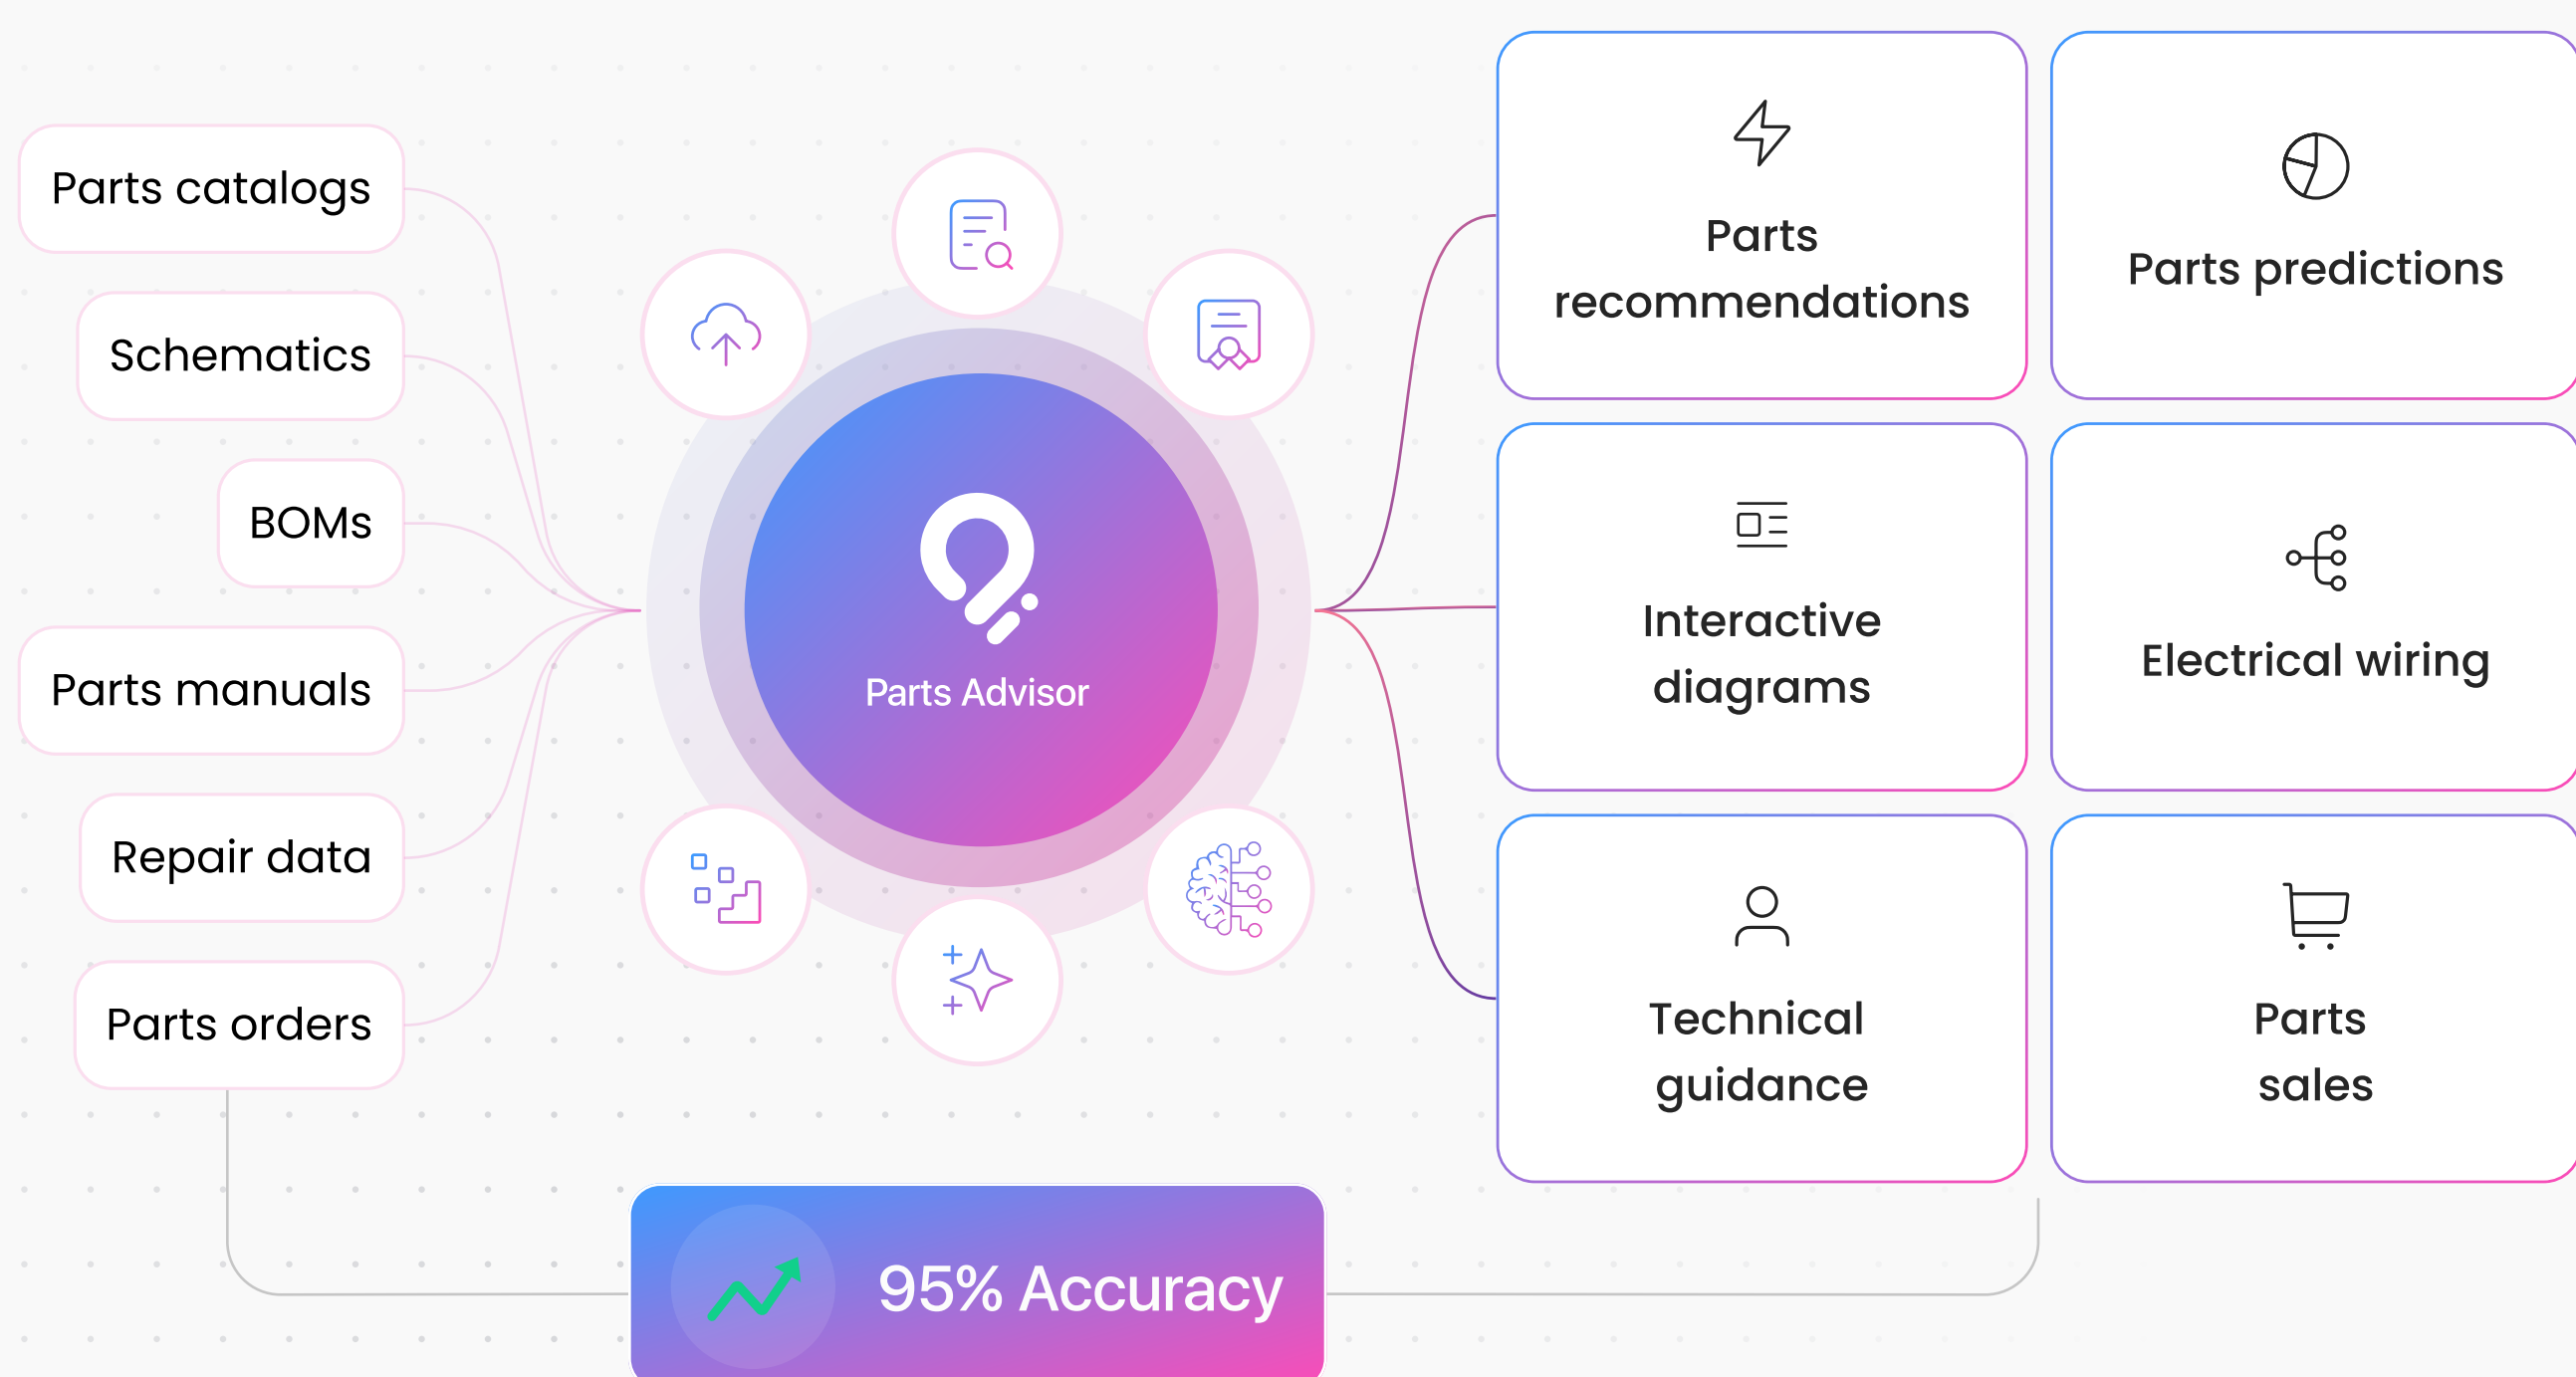 Parts catalogs
Schematics
BOMs
Parts manuals
Repair data
Parts orders
Parts Advisor
Parts
recommendations
Parts predictions
Interactive
diagrams
Electrical wiring
Technical
guidance
Parts
sales
95% Accuracy